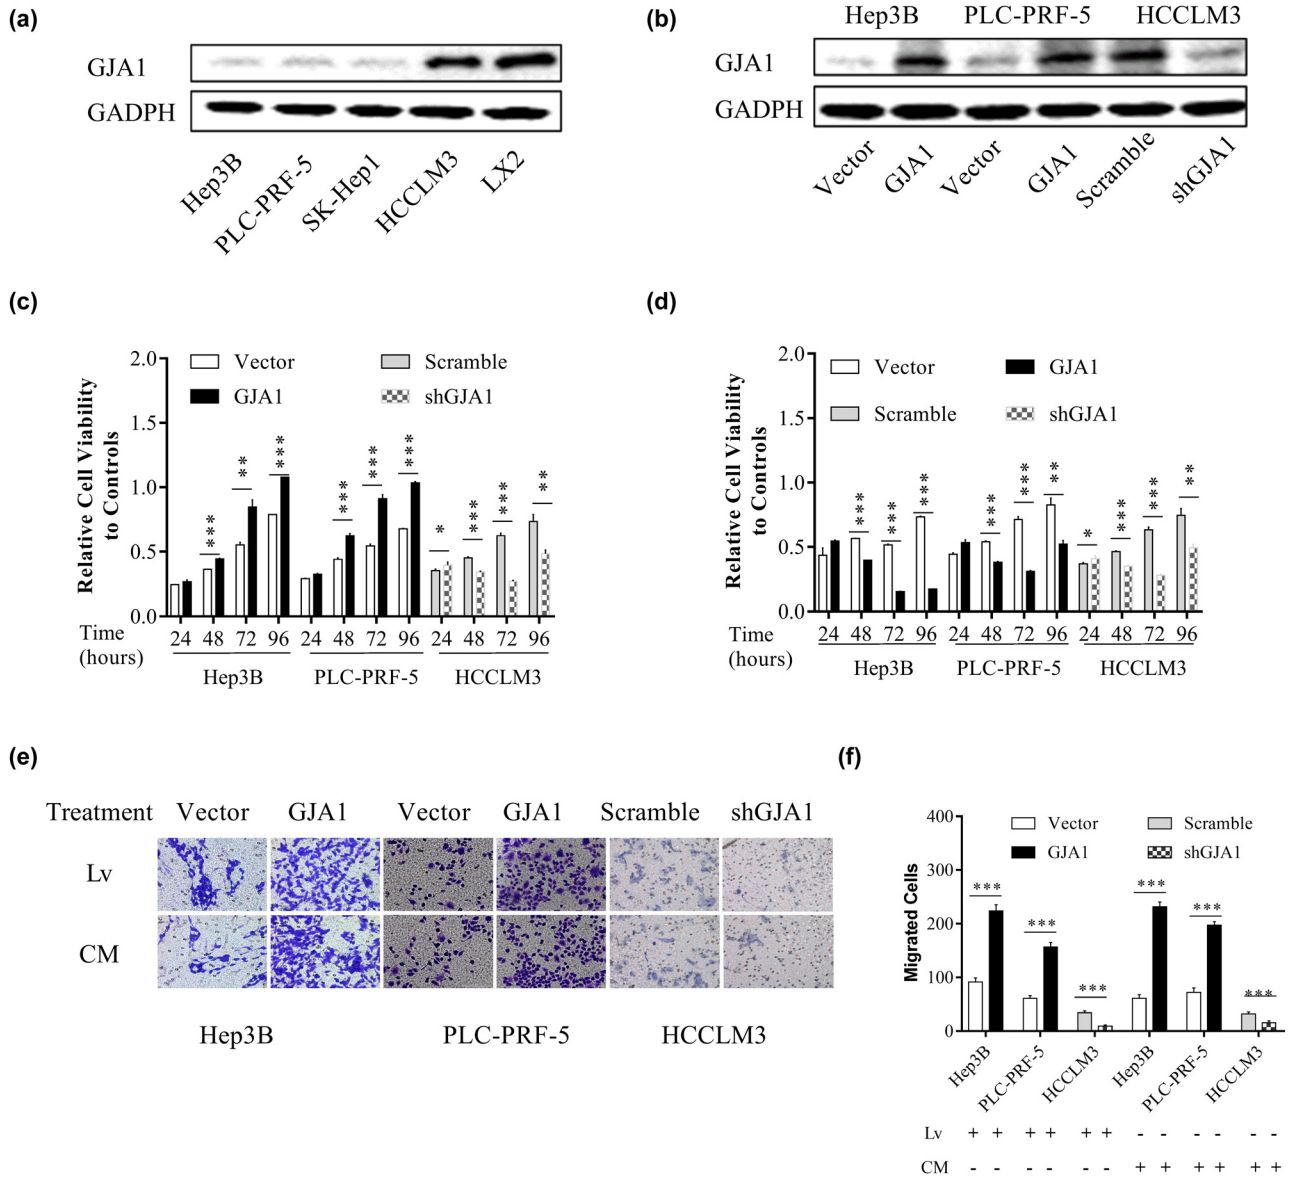 (a)
GJA1
GADPH
Hep3B
PLC-PRF-5
SK-Hep1
HCCLM3
LX2
(b)
Hep3B PLC-PRF-5 HCCLM3
GJA1
GADPH
Vector
GJA1
Vector
GJA1
Scramble
shGJA1
(c)
Relative Cell Viability
to Controls
2.0
1.5
1.0
0.5
0.0
Vector
GJA1
Scramble
shGJA1
***
**
***
***
***
***
*
***
***
**
Time
(hours)
24 48 72 96 24 48 72 96 24 48 72 96
Hep3B PLC-PRF-5 HCCLM3
(d)
Relative Cell Viability
to Controls
2.0
1.5
1.0
0.5
0.0
Vector
GJA1
Scramble
shGJA1
***
***
***
***
***
**
*
***
***
**
Time
(hours)
24 48 72 96 24 48 72 96 24 48 72 96
Hep3B PLC-PRF-5 HCCLM3
(e)
Treatment Vector GJA1 Vector GJA1 Scramble shGJA1
Lv
CM
Hep3B PLC-PRF-5 HCCLM3
(f)
Migrated Cells
400
300
200
100
0
Vector
GJA1
Scramble
shGJA1
***
***
***
***
***
***
Hep3B
PLC-PRF-5
HCCLM3
Hep3B
PLC-PRF-5
HCCLM3
Lv + + + + + + - - - - - -
CM - - - - - - + + + + + +